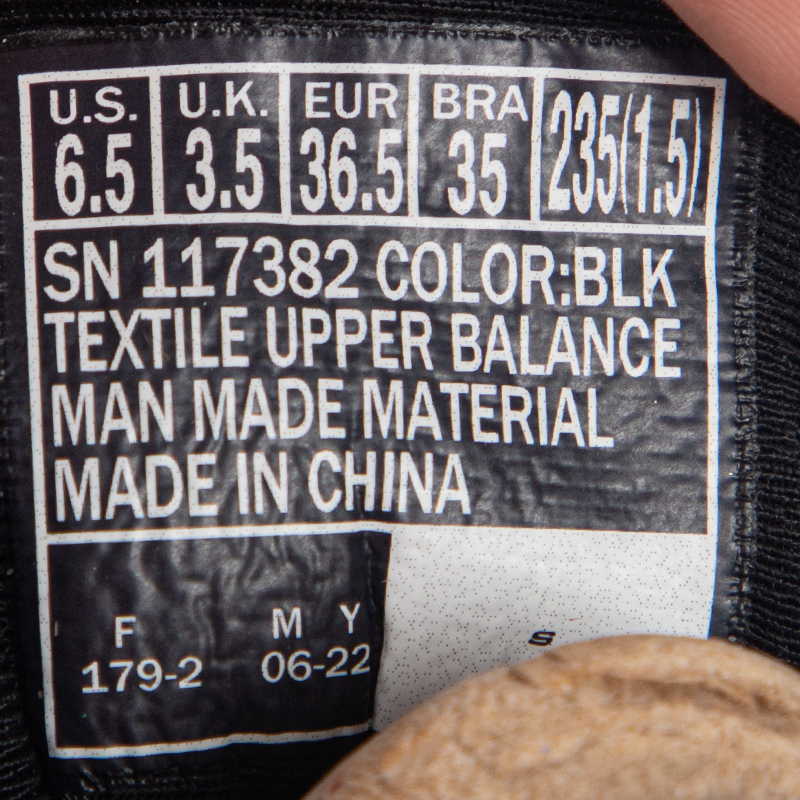 U.S. U.K. EUR BRA 235(1.5)
6.5 3.5 36.5 35
SN 117382 COLOR:BLK
TEXTILE UPPER BALANCE
MAN MADE MATERIAL
MADE IN CHINA
F M Y
179-2 06-22
S